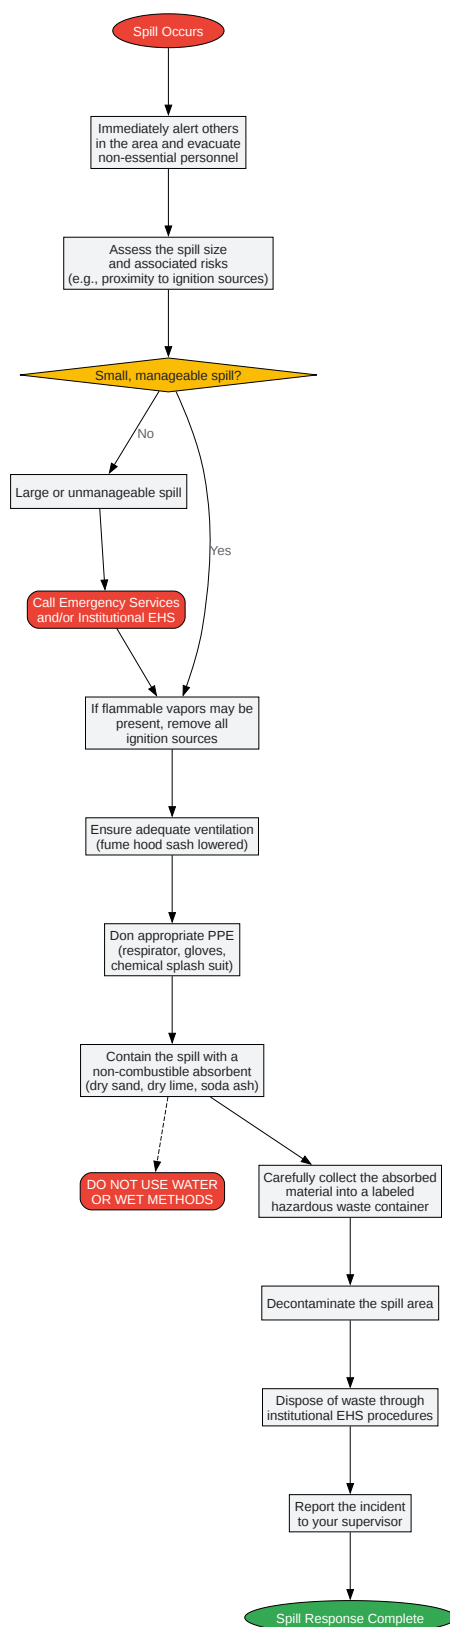 Spill Occurs
Immediately alert others
in the area and evacuate
non-essential personnel
Assess the spill size
and associated risks
(e.g., proximity to ignition sources)
Small, manageable spill?
No
Large or unmanageable spill
Yes
Call Emergency Services
and/or Institutional EHS
If flammable vapors may be
present, remove all
ignition sources
Ensure adequate ventilation
(fume hood sash lowered)
Don appropriate PPE
(respirator, gloves,
chemical splash suit)
Contain the spill with a
non-combustible absorbent
(dry sand, dry lime, soda ash)
DO NOT USE WATER
OR WET METHODS
Carefully collect the absorbed
material into a labeled
hazardous waste container
Decontaminate the spill area
Dispose of waste through
institutional EHS procedures
Report the incident
to your supervisor
Spill Response Complete